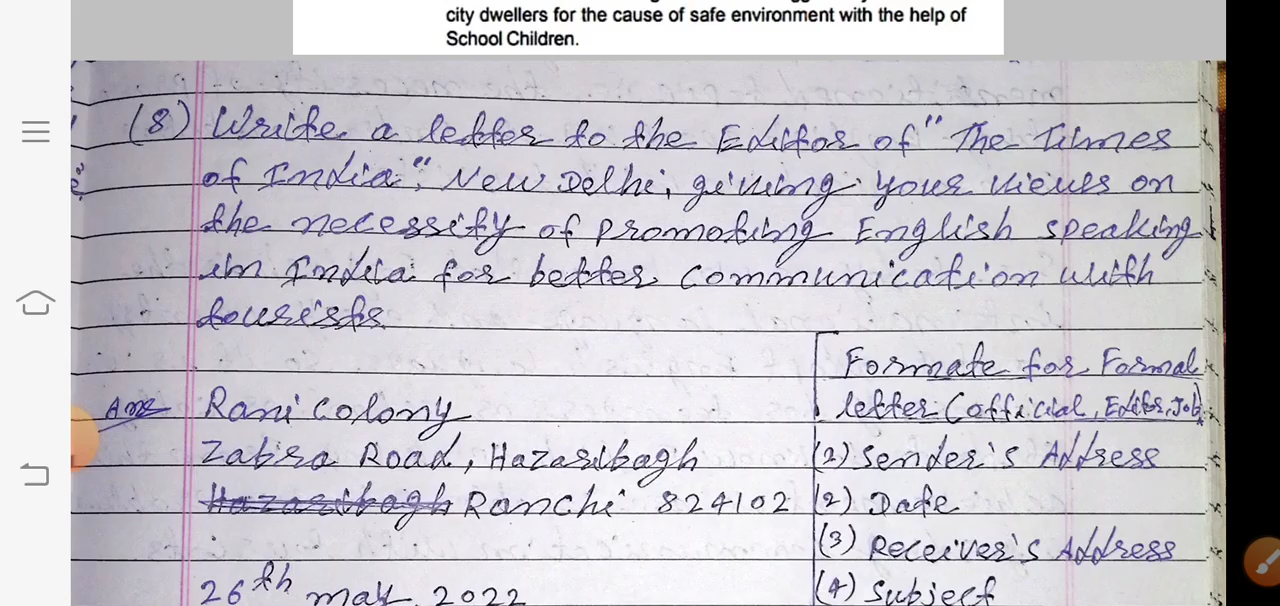 city dwellers for the cause of safe environment with the help of
School Children.
(8) Write a letter to the Editor of "The Times
of India", New Delhi, giving your views on
the necessity of promoting English speaking
in India for better communication with
tourists
Formate for Formal
letter (official, Editor, Job)
Ans Rani Colony
Zabra Road, Hazaribagh
Hazaribagh Ranchi 824102
26th may 2022
(2) Sender's Address
(2) Date
(3) Receiver's Address
(4) Subject